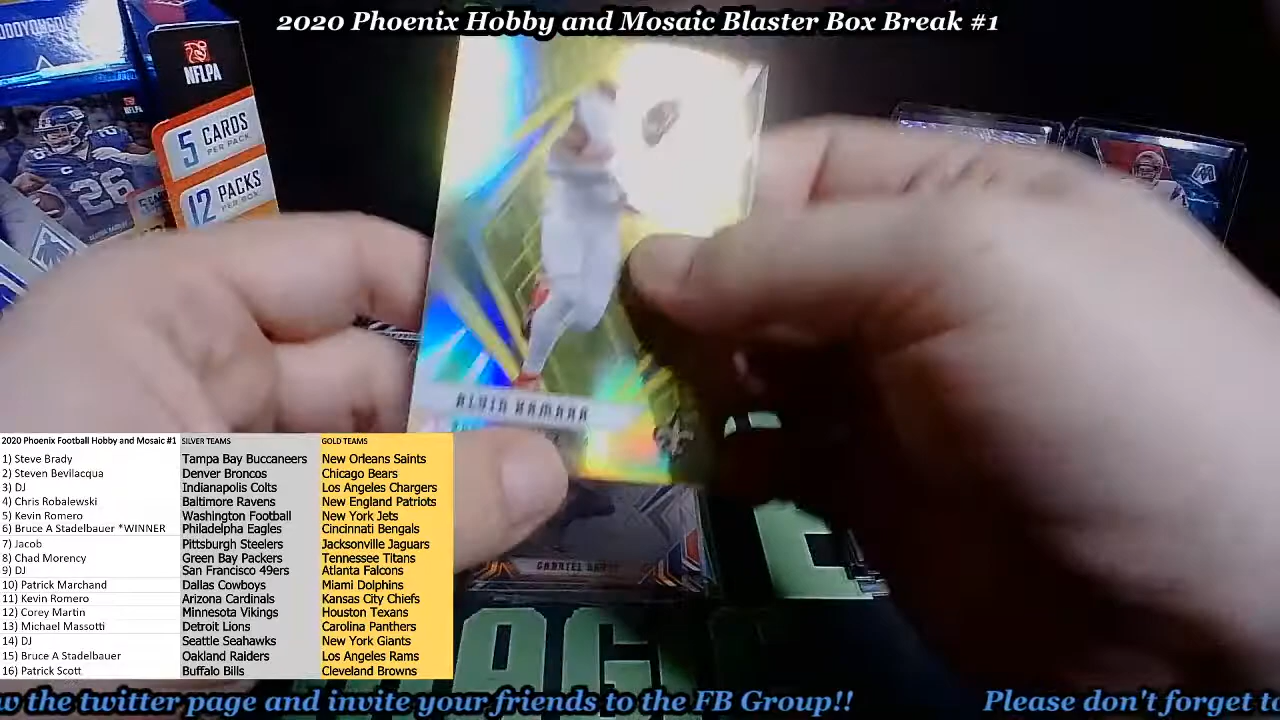 2020 Phoenix Hobby and Mosaic Blaster Box Break #1
NFLPA
NFLPA
5 CARDS
PER PACK
12 PACKS
PER BOX
26
ALVIN KAMARA
GABRIEL DAVIS
2020 Phoenix Football Hobby and Mosaic #1 SILVER TEAMS GOLD TEAMS
1) Steve Brady Tampa Bay Buccaneers New Orleans Saints
2) Steven Bevilacqua Denver Broncos Chicago Bears
3) DJ Indianapolis Colts Los Angeles Chargers
4) Chris Robalewski Baltimore Ravens New England Patriots
5) Kevin Romero Washington Football New York Jets
6) Bruce A Stadelbauer *WINNER Philadelpha Eagles Cincinnati Bengals
7) Jacob Pittsburgh Steelers Jacksonville Jaguars
8) Chad Morency Green Bay Packers Tennessee Titans
9) DJ San Francisco 49ers Atlanta Falcons
10) Patrick Marchand Dallas Cowboys Miami Dolphins
11) Kevin Romero Arizona Cardinals Kansas City Chiefs
12) Corey Martin Minnesota Vikings Houston Texans
13) Michael Massotti Detroit Lions Carolina Panthers
14) DJ Seattle Seahawks New York Giants
15) Bruce A Stadelbauer Oakland Raiders Los Angeles Rams
16) Patrick Scott Buffalo Bills Cleveland Browns
w the twitter page and invite your friends to the FB Group!! Please don't forget to